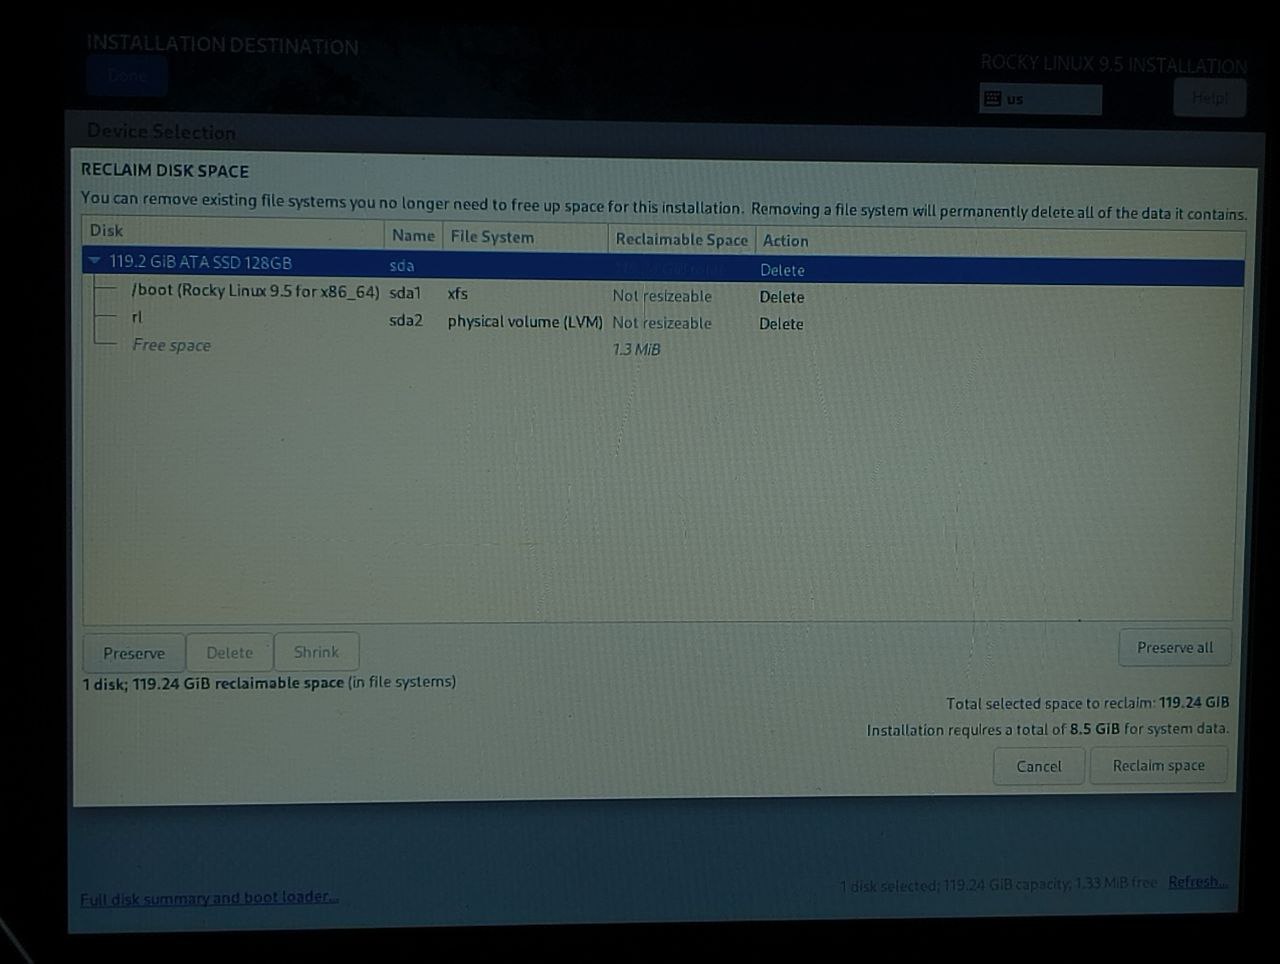 INSTALLATION DESTINATION
Done
ROCKY LINUX 9.5 INSTALLATION
us
Help!
Device Selection
RECLAIM DISK SPACE
You can remove existing file systems you no longer need to free up space for this installation. Removing a file system will permanently delete all of the data it contains.
Disk Name File System Reclaimable Space Action
119.2 GiB ATA SSD 128GB sda Delete
/boot (Rocky Linux 9.5 for x86_64) sda1 xfs Not resizeable Delete
rl sda2 physical volume (LVM) Not resizeable Delete
Free space 1.3 MiB
Preserve Delete Shrink Preserve all
1 disk; 119.24 GiB reclaimable space (in file systems)
Total selected space to reclaim: 119.24 GiB
Installation requires a total of 8.5 GiB for system data.
Cancel Reclaim space
Full disk summary and boot loader...
1 disk selected; 119.24 GiB capacity; 1.33 MiB free Refresh...